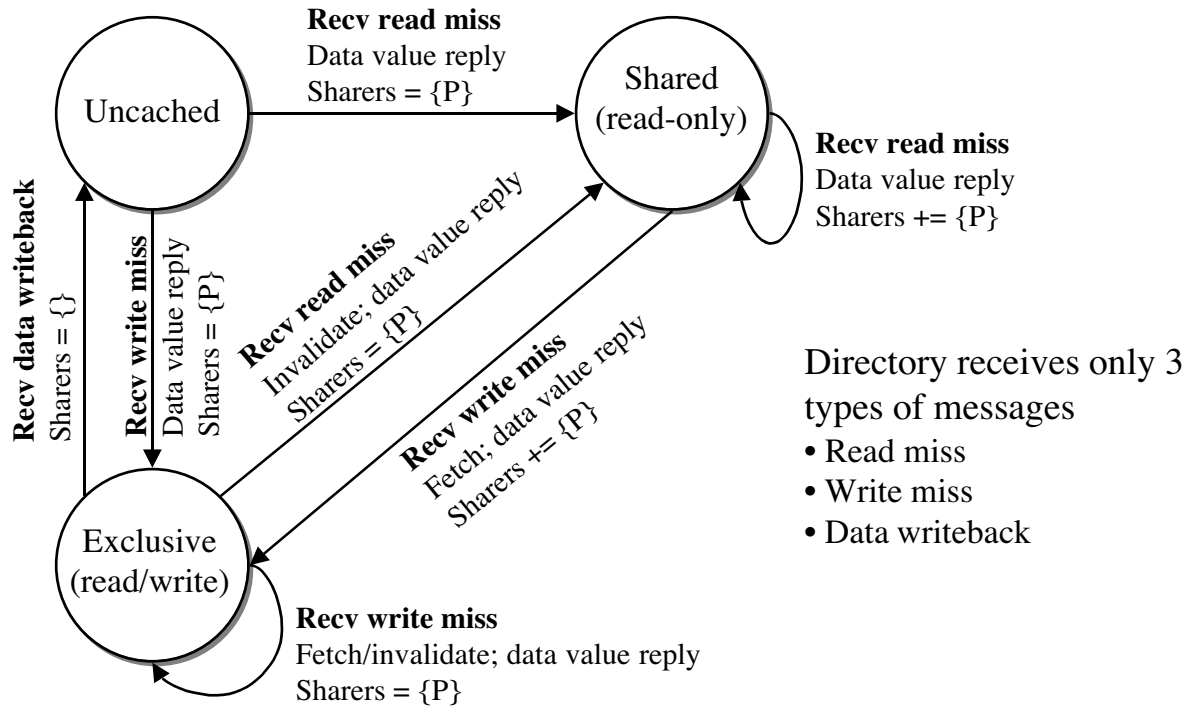 Recv read miss
Data value reply
Sharers = {P}
Uncached
Shared
(read-only)
Recv read miss
Data value reply
Sharers += {P}
Recv data writeback
Sharers = {}
Recv write miss
Data value reply
Sharers = {P}
Recv read miss
Invalidate; data value reply
Sharers = {P}
Recv write miss
Fetch; data value reply
Sharers += {P}
Directory receives only 3
types of messages
• Read miss
• Write miss
• Data writeback
Exclusive
(read/write)
Recv write miss
Fetch/invalidate; data value reply
Sharers = {P}